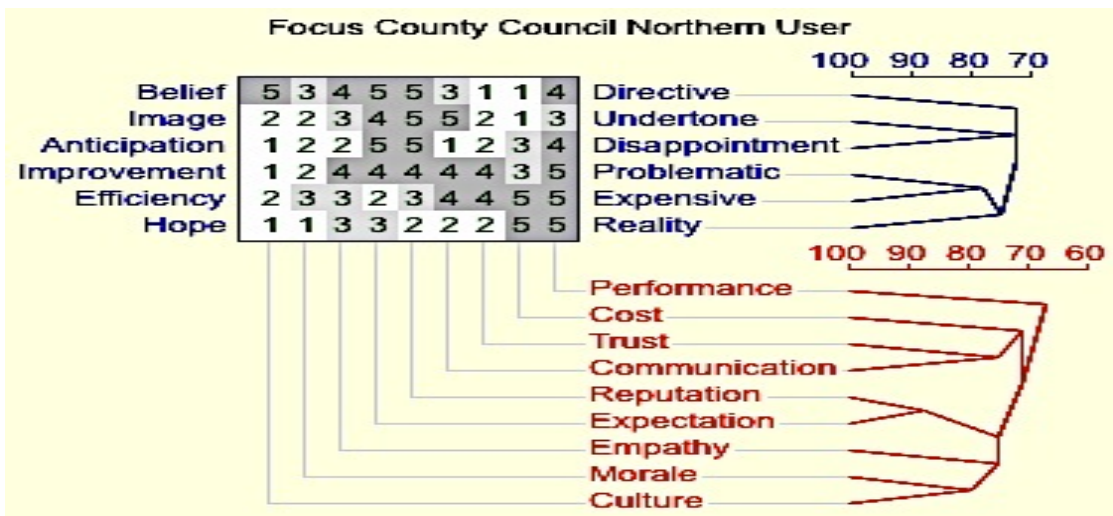 Focus County Council Northern User
100 90 80 70
Belief 5 3 4 5 5 3 1 1 4 Directive
Image 2 2 3 4 5 5 2 1 3 Undertone
Anticipation 1 2 2 5 5 1 2 3 4 Disappointment
Improvement 1 2 4 4 4 4 4 3 5 Problematic
Efficiency 2 3 3 2 3 4 4 5 5 Expensive
Hope 1 1 3 3 2 2 2 5 5 Reality
100 90 80 70 60
Performance
Cost
Trust
Communication
Reputation
Expectation
Empathy
Morale
Culture